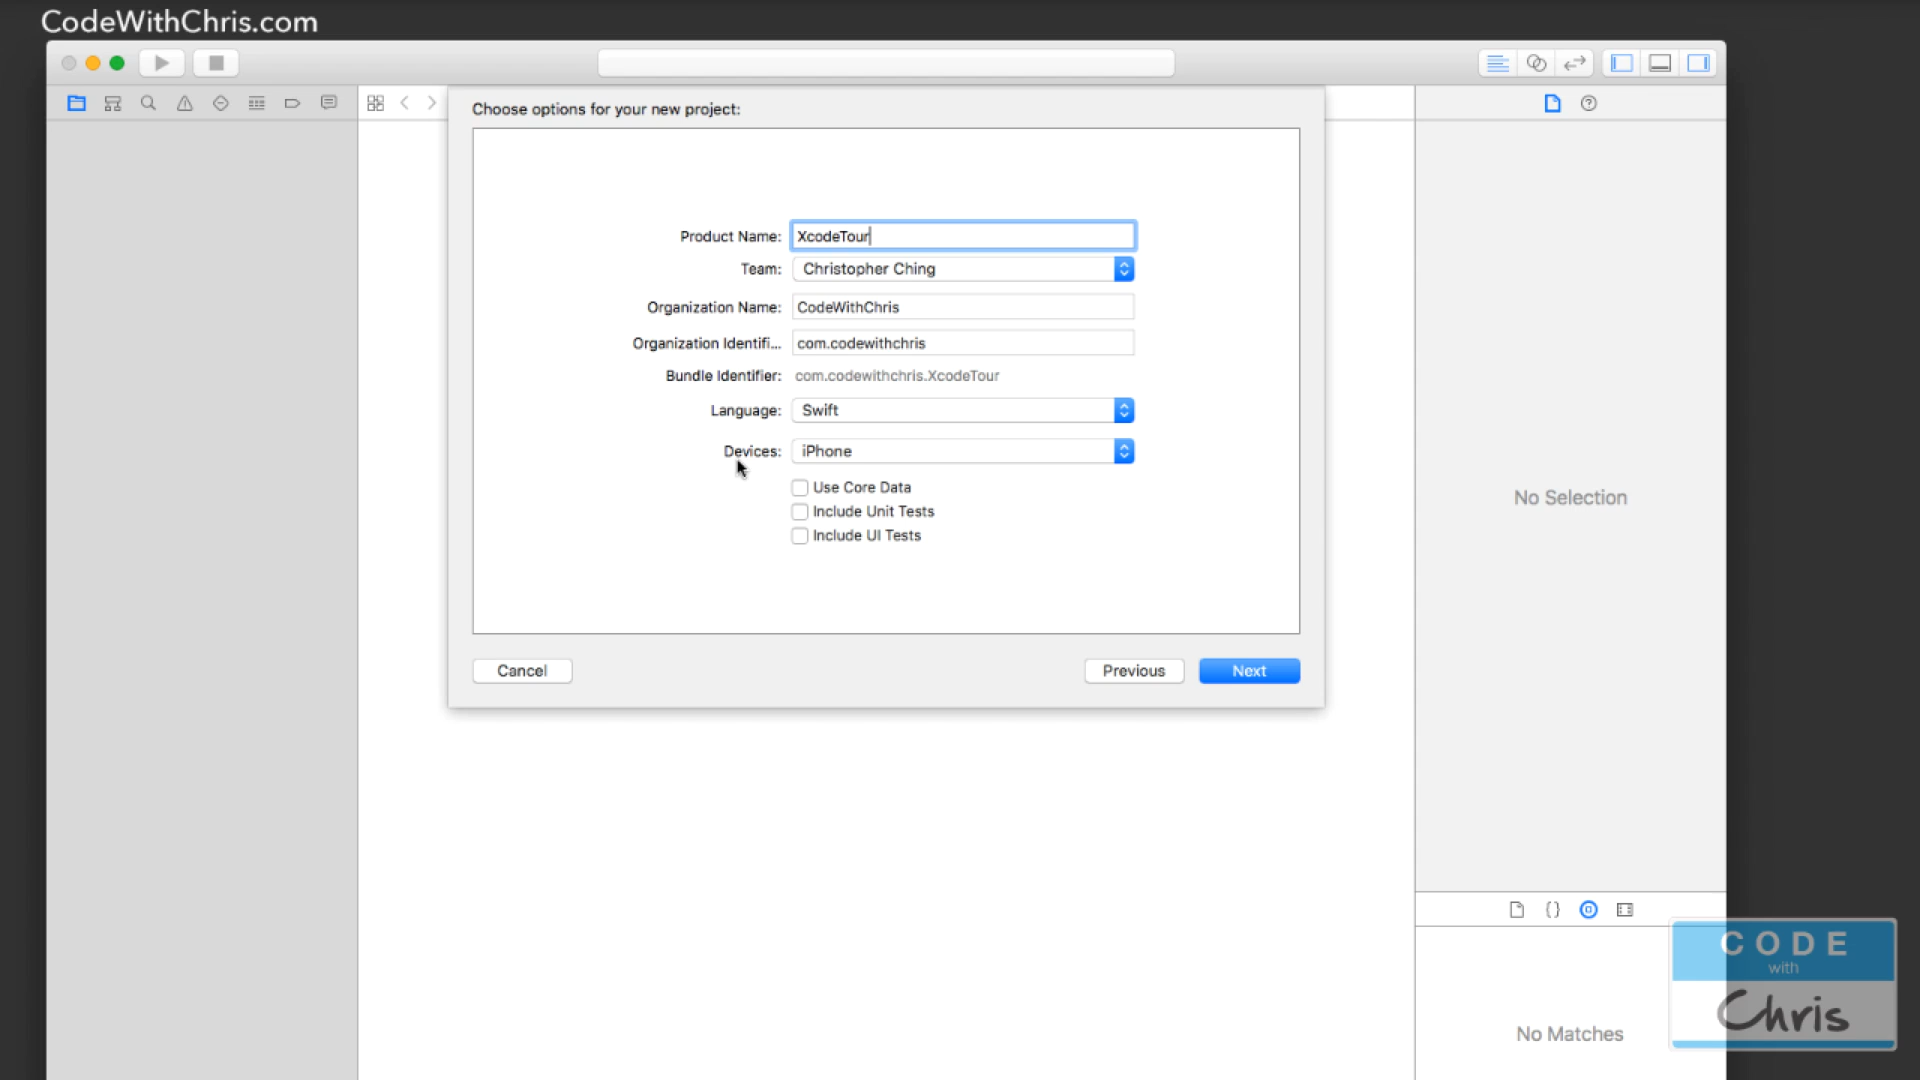 CodeWithChris.com
Choose options for your new project:
Product Name: XcodeTour
Team: Christopher Ching
Organization Name: CodeWithChris
Organization Identifi... com.codewithchris
Bundle Identifier: com.codewithchris.XcodeTour
Language: Swift
Devices: iPhone
Use Core Data
Include Unit Tests
Include UI Tests
Cancel
Previous
Next
No Selection
No Matches
CODE
with
Chris